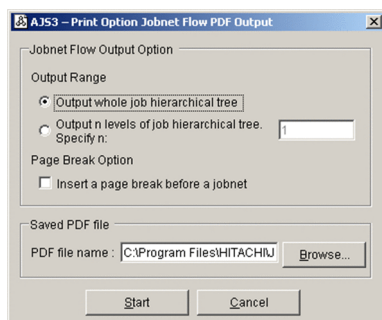 AJS3 – Print Option Jobnet Flow PDF Output
Jobnet Flow Output Option
Output Range
Output whole job hierarchical tree
Output n levels of job hierarchical tree.
Specify n:
1
Page Break Option
Insert a page break before a jobnet
Saved PDF file
PDF file name : C:\Program Files\HITACHI\J Browse...
Start Cancel